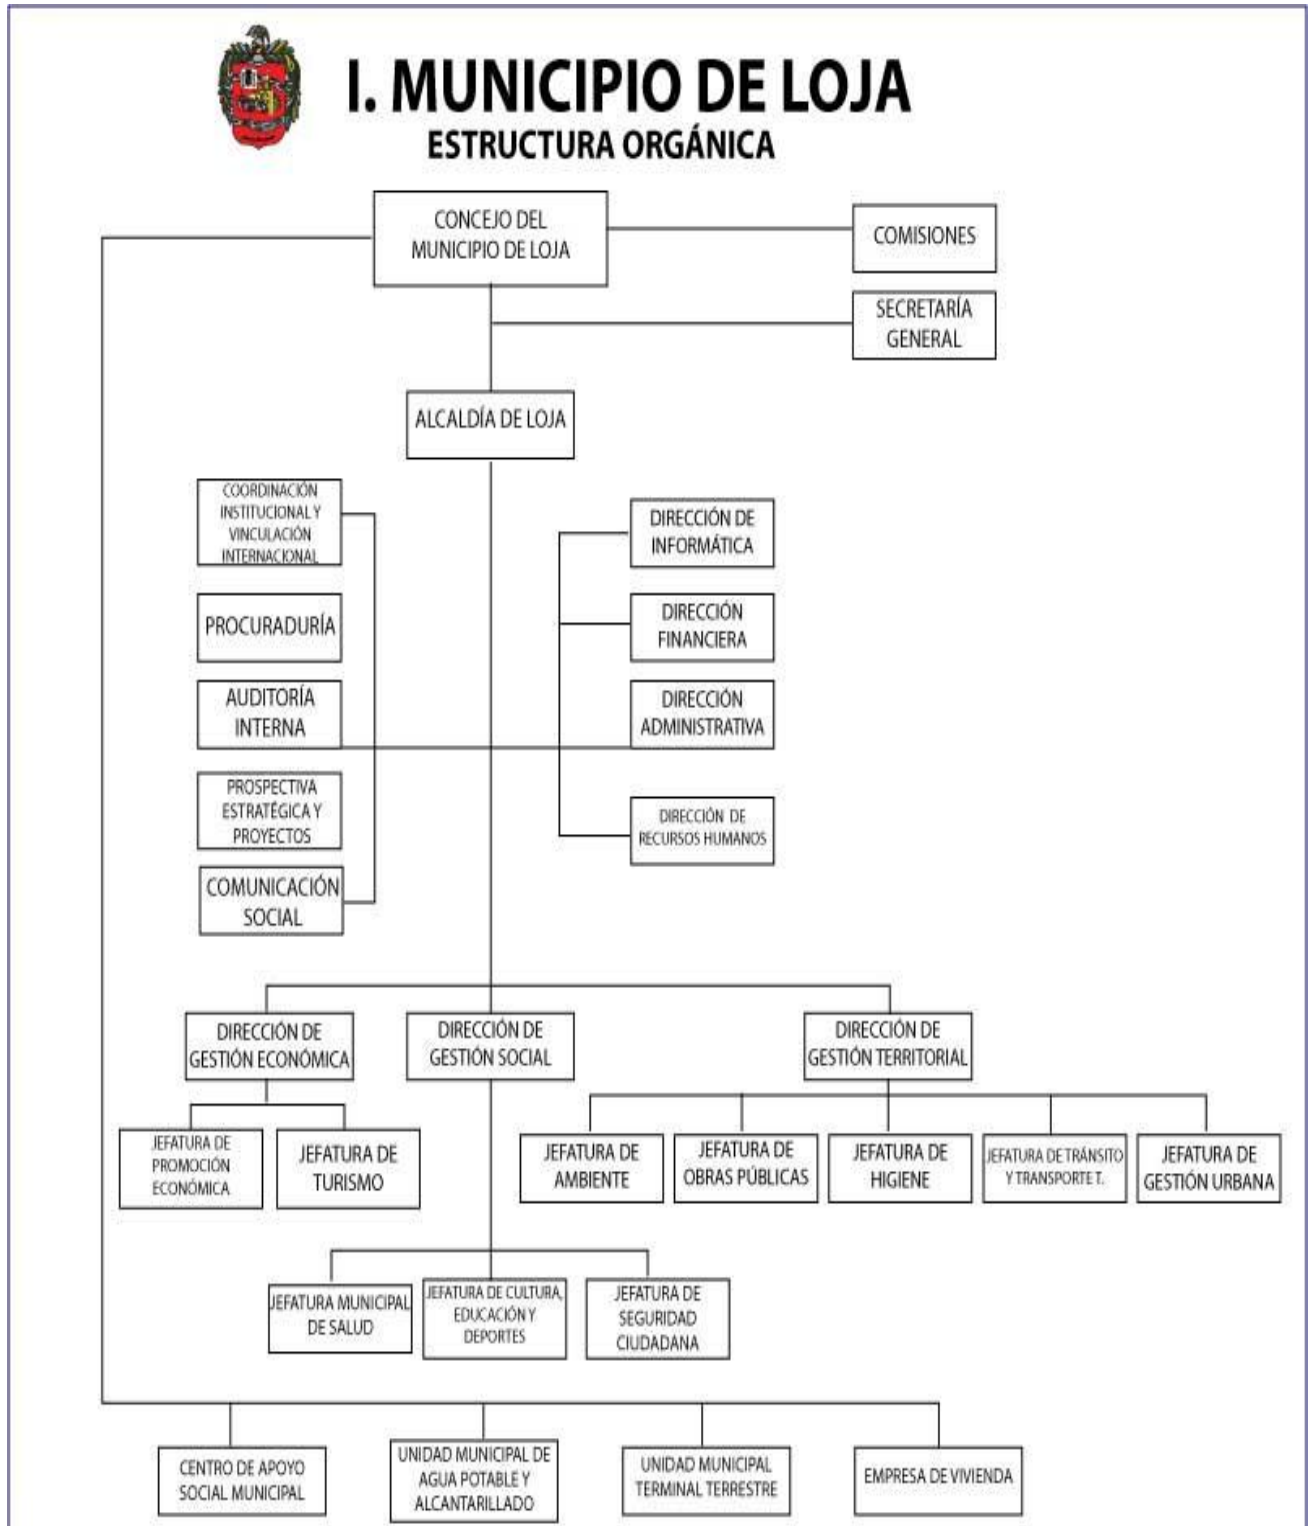 I. MUNICIPIO DE LOJA
ESTRUCTURA ORGÁNICA
CONCEJO DEL
MUNICIPIO DE LOJA
COMISIONES
SECRETARÍA
GENERAL
ALCALDÍA DE LOJA
COORDINACIÓN
INSTITUCIONAL Y
VINCULACIÓN
INTERNACIONAL
PROCURADURÍA
AUDITORÍA
INTERNA
PROSPECTIVA
ESTRATÉGICA Y
PROYECTOS
COMUNICACIÓN
SOCIAL
DIRECCIÓN DE
INFORMÁTICA
DIRECCIÓN
FINANCIERA
DIRECCIÓN
ADMINISTRATIVA
DIRECCIÓN DE
RECURSOS HUMANOS
DIRECCIÓN DE
GESTIÓN ECONÓMICA
DIRECCIÓN DE
GESTIÓN SOCIAL
DIRECCIÓN DE
GESTIÓN TERRITORIAL
JEFATURA DE
PROMOCIÓN
ECONÓMICA
JEFATURA DE
TURISMO
JEFATURA DE
AMBIENTE
JEFATURA DE
OBRAS PÚBLICAS
JEFATURA DE
HIGIENE
JEFATURA DE TRÁNSITO
Y TRANSPORTE T.
JEFATURA DE
GESTIÓN URBANA
JEFATURA MUNICIPAL
DE SALUD
JEFATURA DE CULTURA,
EDUCACIÓN Y
DEPORTES
JEFATURA DE
SEGURIDAD
CIUDADANA
CENTRO DE APOYO
SOCIAL MUNICIPAL
UNIDAD MUNICIPAL DE
AGUA POTABLE Y
ALCANTARILLADO
UNIDAD MUNICIPAL
TERMINAL TERRESTRE
EMPRESA DE VIVIENDA